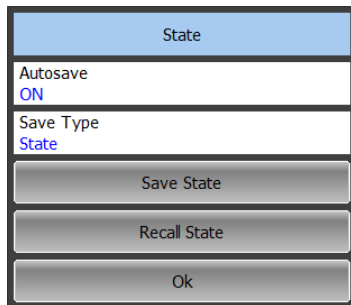 State
Autosave
ON
Save Type
State
Save State
Recall State
Ok